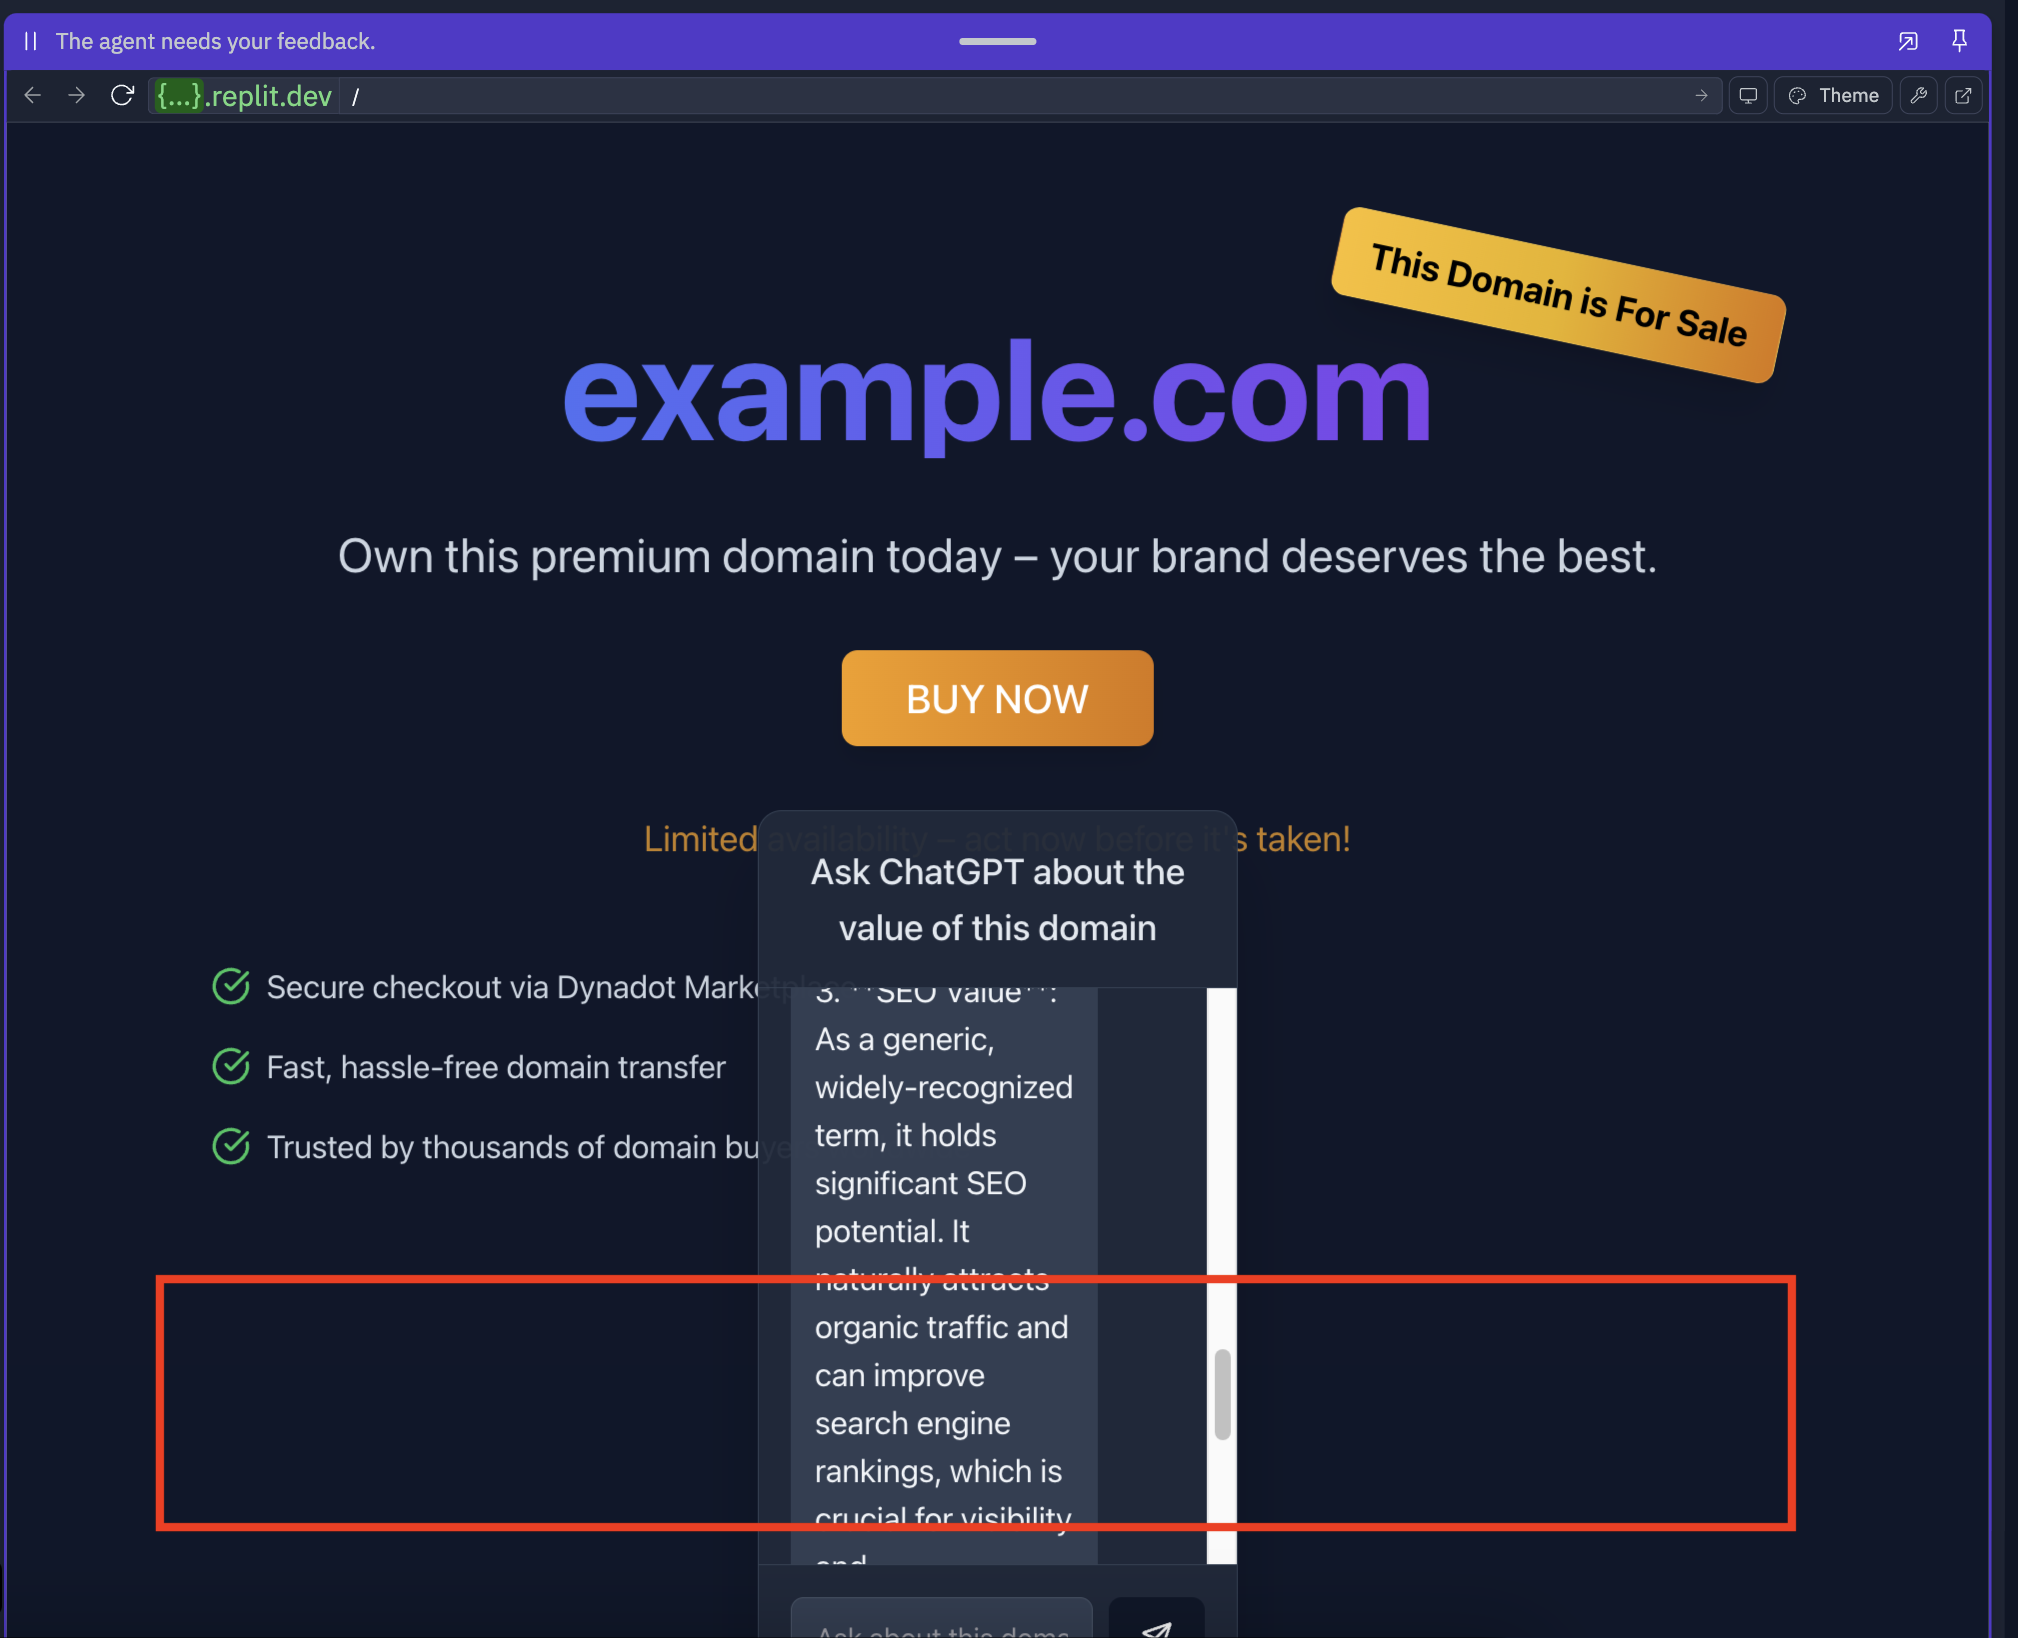 The agent needs your feedback.
{...}.replit.dev /
Theme
This Domain is For Sale
example.com
Own this premium domain today – your brand deserves the best.
BUY NOW
Limited availability – act now before it's taken!
Ask ChatGPT about the
value of this domain
Secure checkout via Dynadot Marketplace
Fast, hassle-free domain transfer
Trusted by thousands of domain buye
3. **SEO Value**:
As a generic,
widely-recognized
term, it holds
significant SEO
potential. It
naturally attracts
organic traffic and
can improve
search engine
rankings, which is
crucial for visibility
and
Ask about this doma